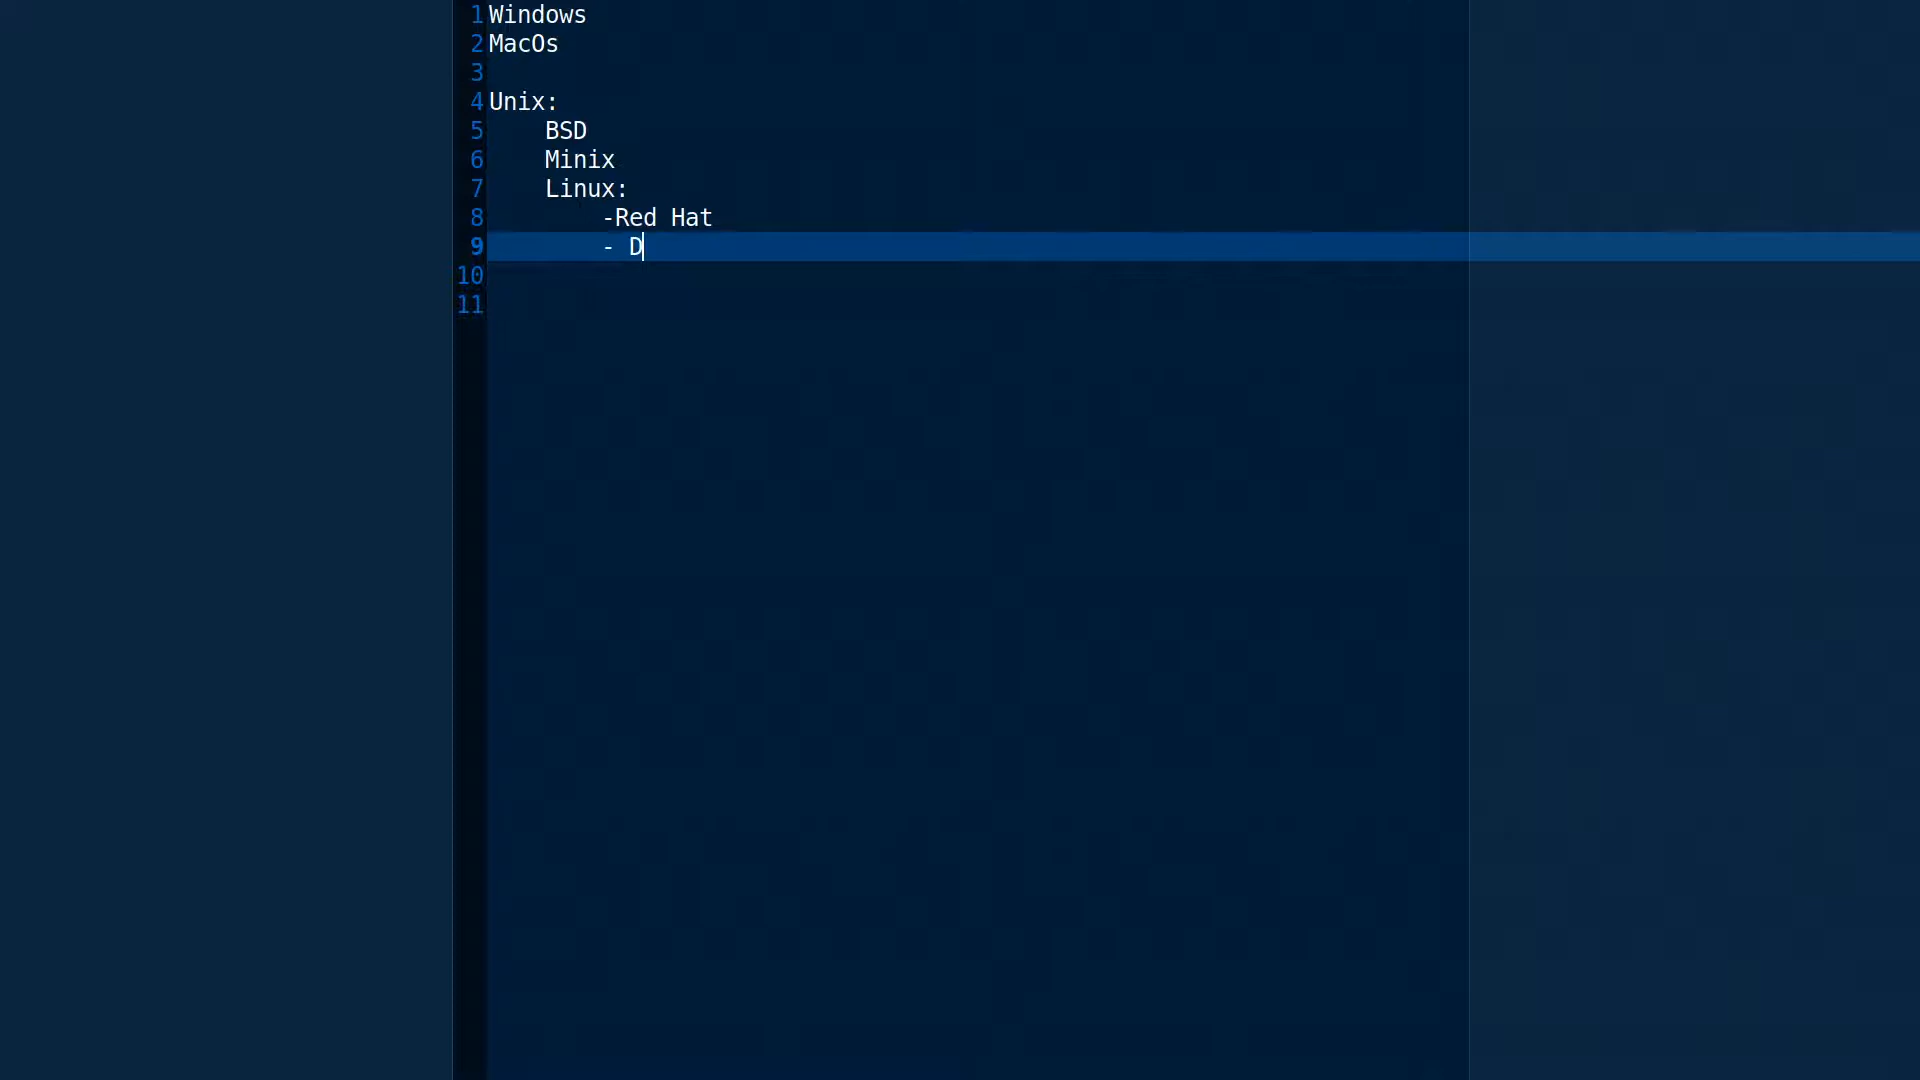 1 Windows
2 MacOs
3
4 Unix:
5     BSD
6     Minix
7     Linux:
8         -Red Hat
9         - D
10
11